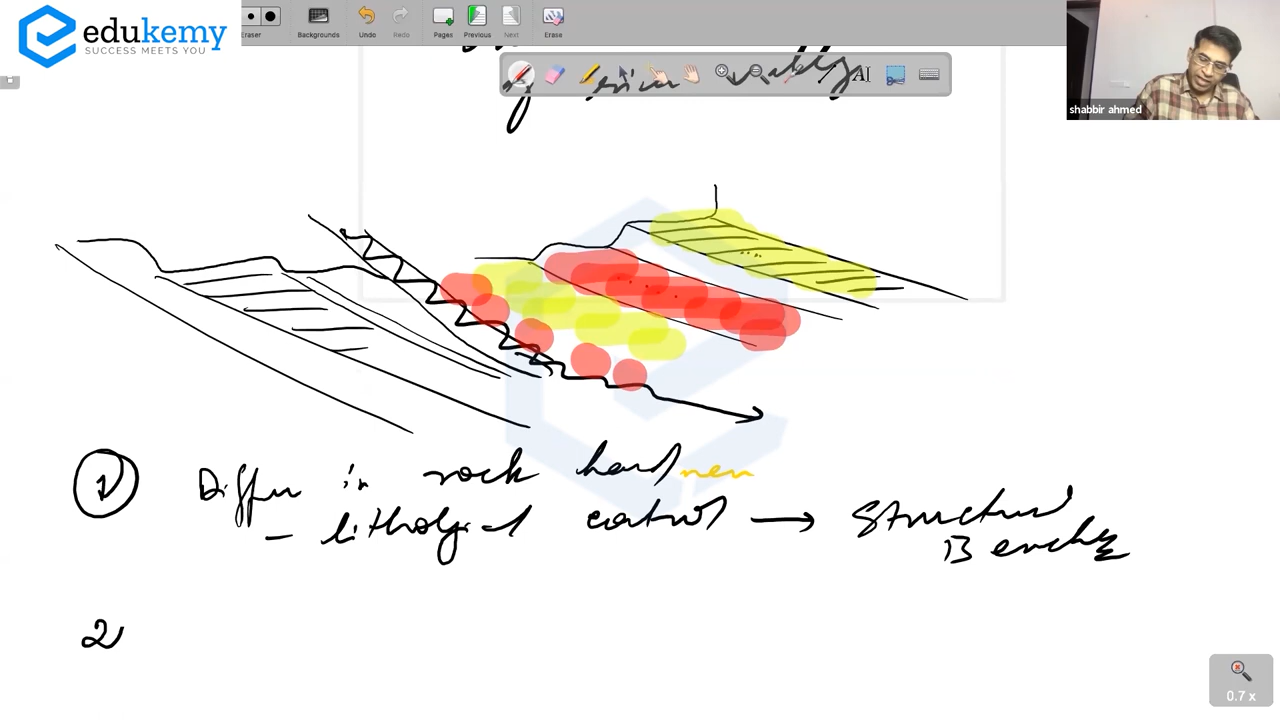 edukemy
SUCCESS MEETS YOU
Eraser Backgrounds Undo Redo Pages Previous Next Erase
shabbir ahmed
1 Differ in rock hardness
- lithological control → Structural
Benches
2
0.7 x